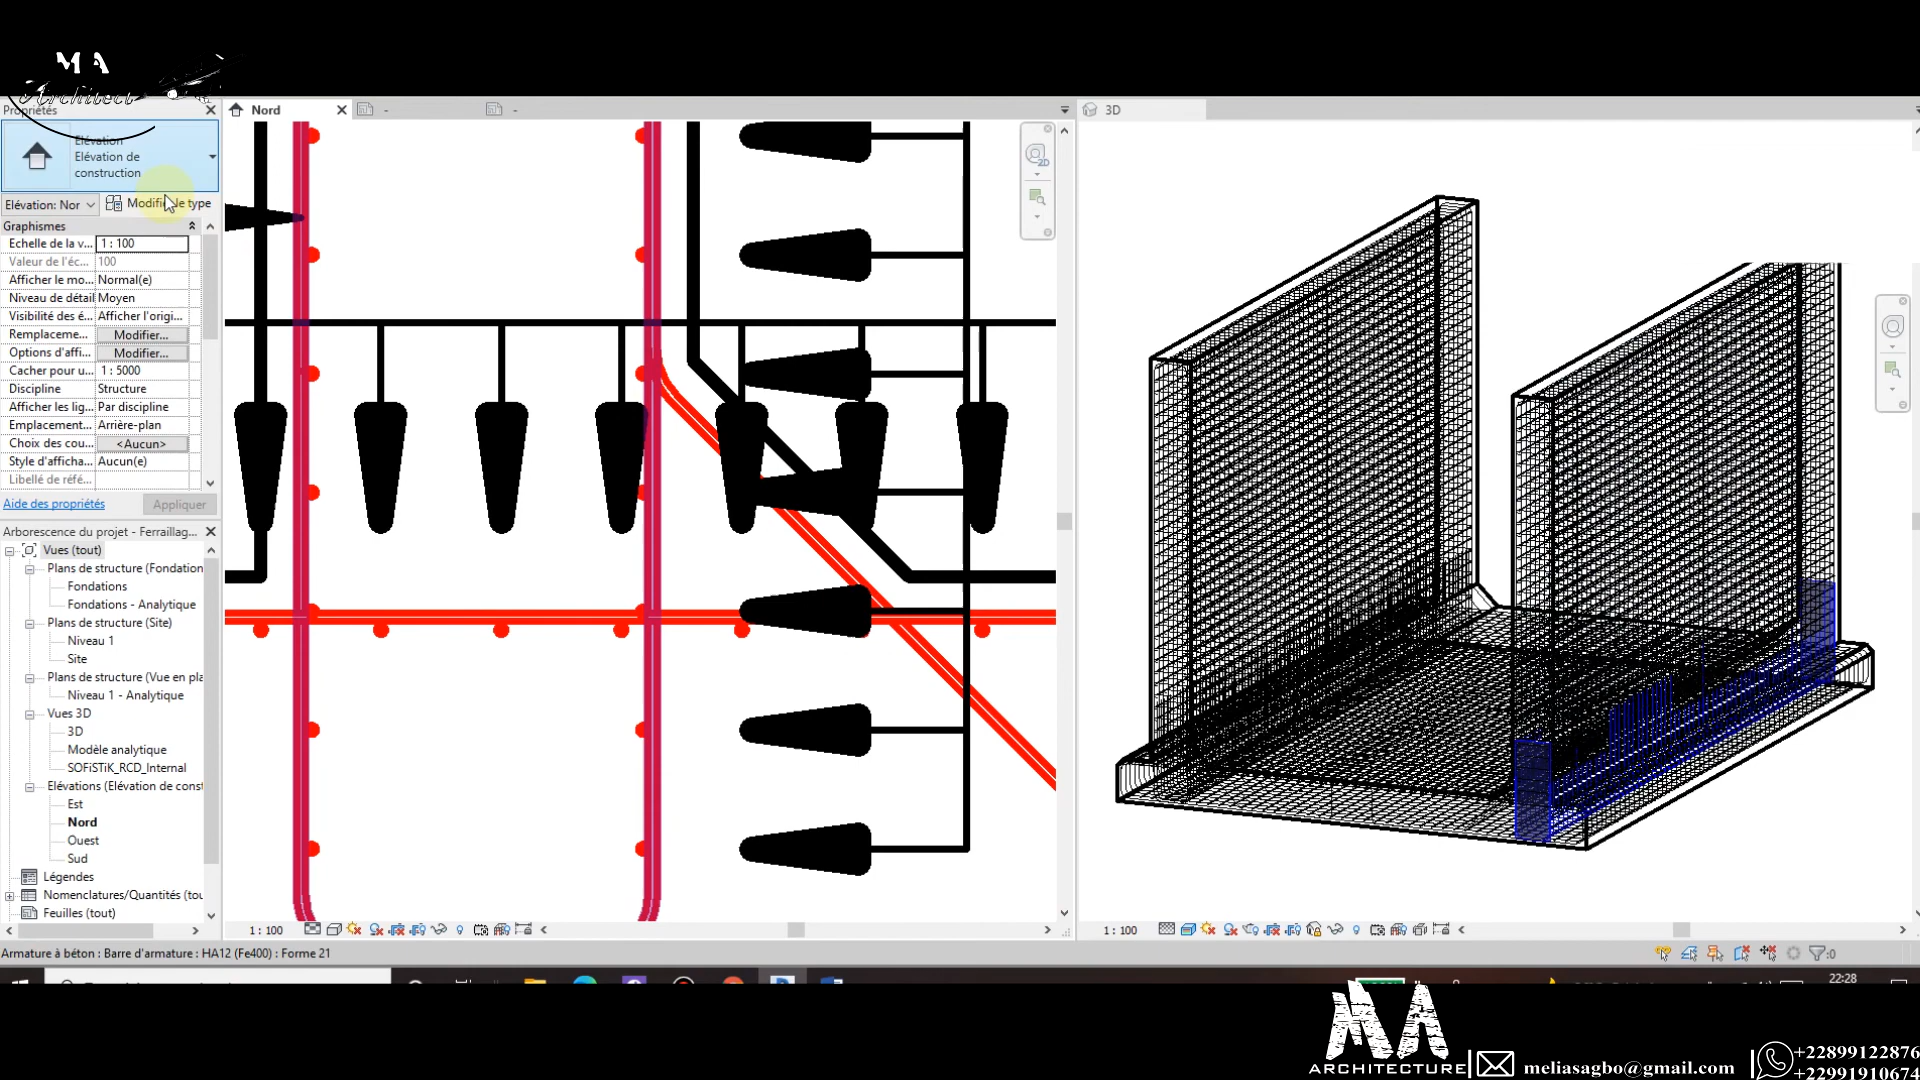 MA
Architect
Propriétés
Elévation
Elévation de
construction
Elévation: Nor
Modifier le type
Graphismes
Echelle de la v... 1 : 100
Valeur de l'éc... 100
Afficher le mo... Normal(e)
Niveau de détail Moyen
Visibilité des é... Afficher l'origi...
Remplaceme... Modifier...
Options d'affi... Modifier...
Cacher pour u... 1 : 5000
Discipline Structure
Afficher les lig... Par discipline
Emplacement... Arrière-plan
Choix des cou... <Aucun>
Style d'afficha... Aucun(e)
Libellé de réfé...
Aide des propriétés
Appliquer
Arborescence du projet - Ferraillag...
Vues (tout)
Plans de structure (Fondation
Fondations
Fondations - Analytique
Plans de structure (Site)
Niveau 1
Site
Plans de structure (Vue en pla
Niveau 1 - Analytique
Vues 3D
3D
Modèle analytique
SOFiSTiK_RCD_Internal
Elévations (Elévation de const
Est
Nord
Ouest
Sud
Légendes
Nomenclatures/Quantités (tou
Feuilles (tout)
Nord
-
-
2D
1 : 100
3D
1 : 100
Armature à béton : Barre d'armature : HA12 (Fe400) : Forme 21
:0
22:28
MA
ARCHITECTURE
meliasagbo@gmail.com
+22899122876
+22991910674